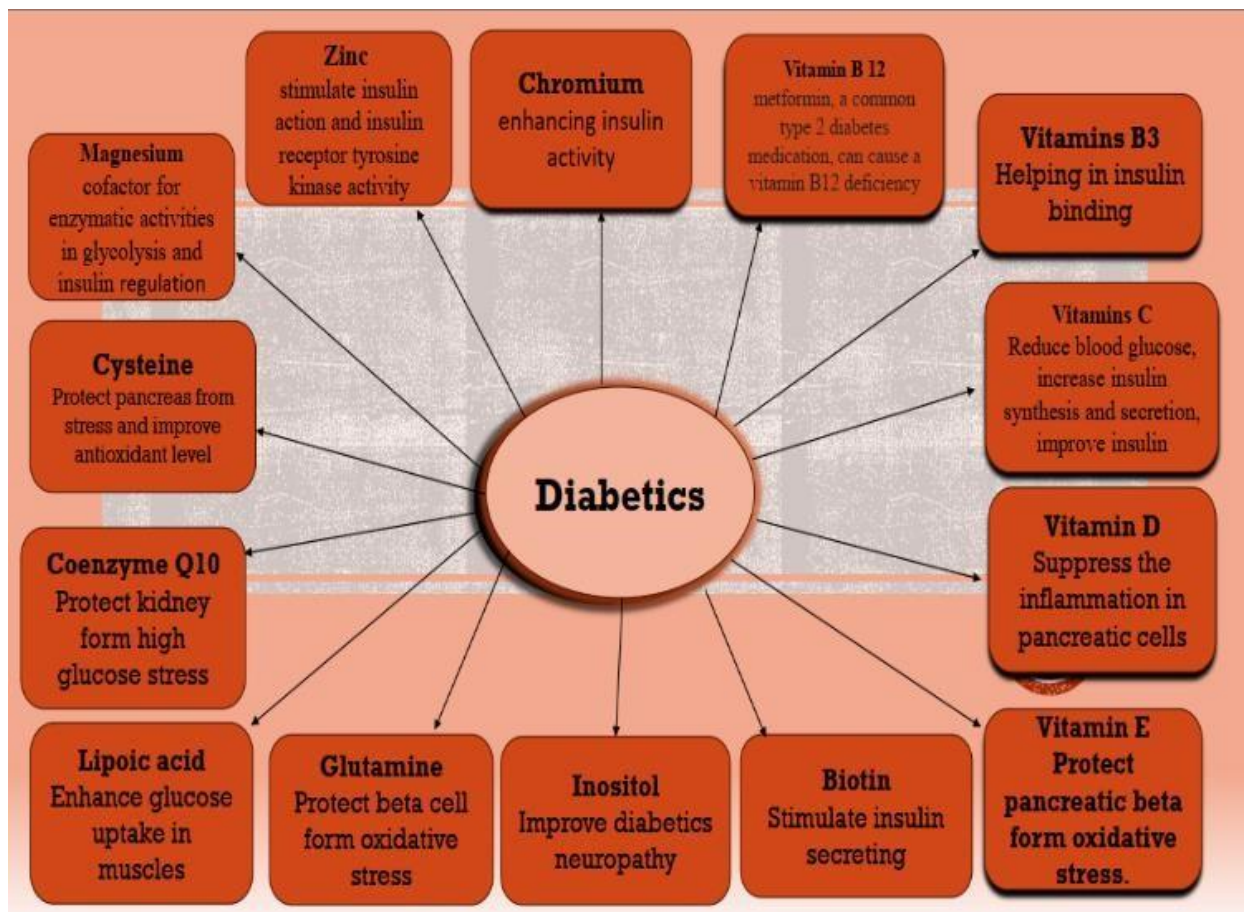 Zinc
stimulate insulin
action and insulin
receptor tyrosine
kinase activity
Chromium
enhancing insulin
activity
Vitamin B 12
metformin, a common
type 2 diabetes
medication, can cause a
vitamin B12 deficiency
Vitamins B3
Helping in insulin
binding
Magnesium
cofactor for
enzymatic activities
in glycolysis and
insulin regulation
Vitamins C
Reduce blood glucose,
increase insulin
synthesis and secretion,
improve insulin
Cysteine
Protect pancreas from
stress and improve
antioxidant level
Diabetics
Vitamin D
Suppress the
inflammation in
pancreatic cells
Coenzyme Q10
Protect kidney
form high
glucose stress
Lipoic acid
Enhance glucose
uptake in
muscles
Glutamine
Protect beta cell
form oxidative
stress
Inositol
Improve diabetics
neuropathy
Biotin
Stimulate insulin
secreting
Vitamin E
Protect
pancreatic beta
form oxidative
stress.